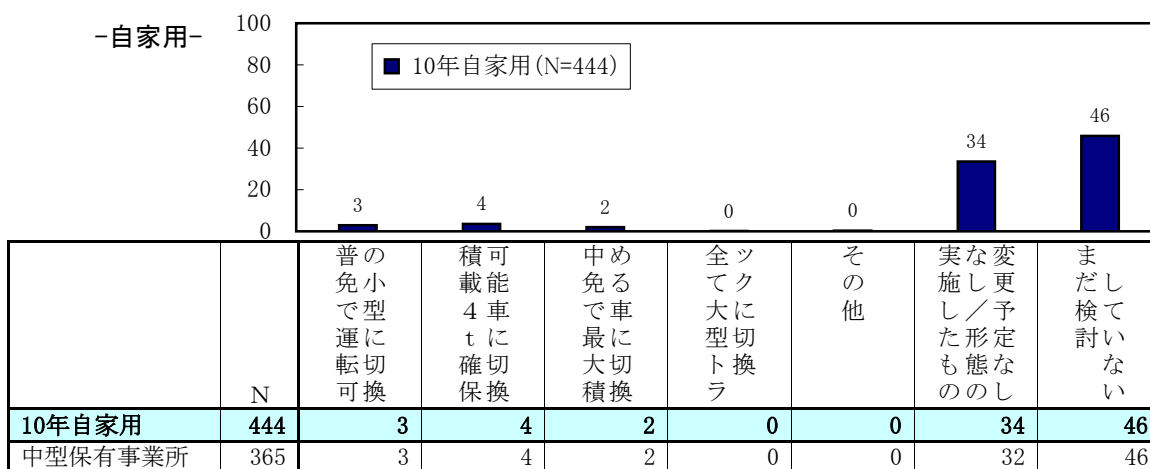 -自家用-
100
80
60
40
20
0
10年自家用(N=444)
3
4
2
0
0
34
46
N
普免で運転可
の小型に切換
積載４ｔ確保
可能車に切換
中免で最大積
める車に切換
全て大型トラ
ックに切換
その他
実施したもの
なし／形態の
変更予定なし
まだ検討
していない
10年自家用 444 3 4 2 0 0 34 46
中型保有事業所 365 3 4 2 0 0 32 46